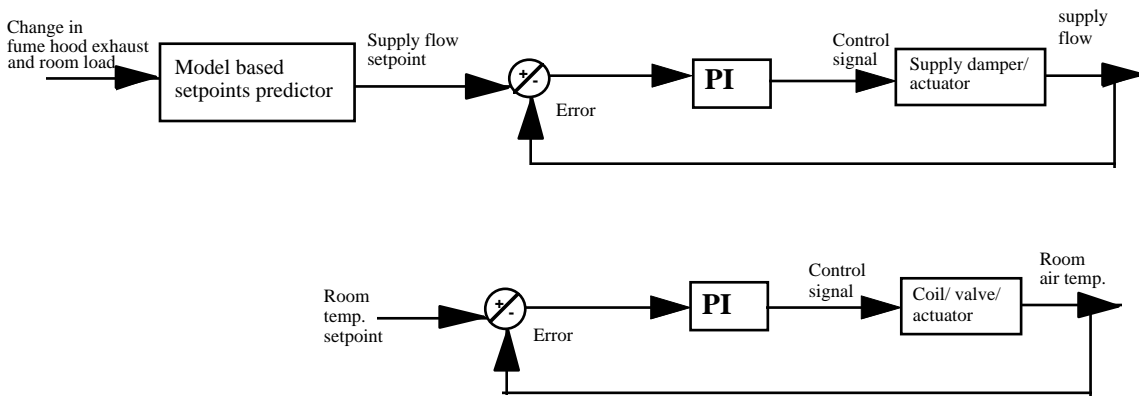 Change in
fume hood exhaust
and room load
Model based
setpoints predictor
Supply flow
setpoint
+
-
Error
PI
Control
signal
Supply damper/
actuator
supply
flow
Room
temp.
setpoint
+
-
Error
PI
Control
signal
Coil/ valve/
actuator
Room
air temp.